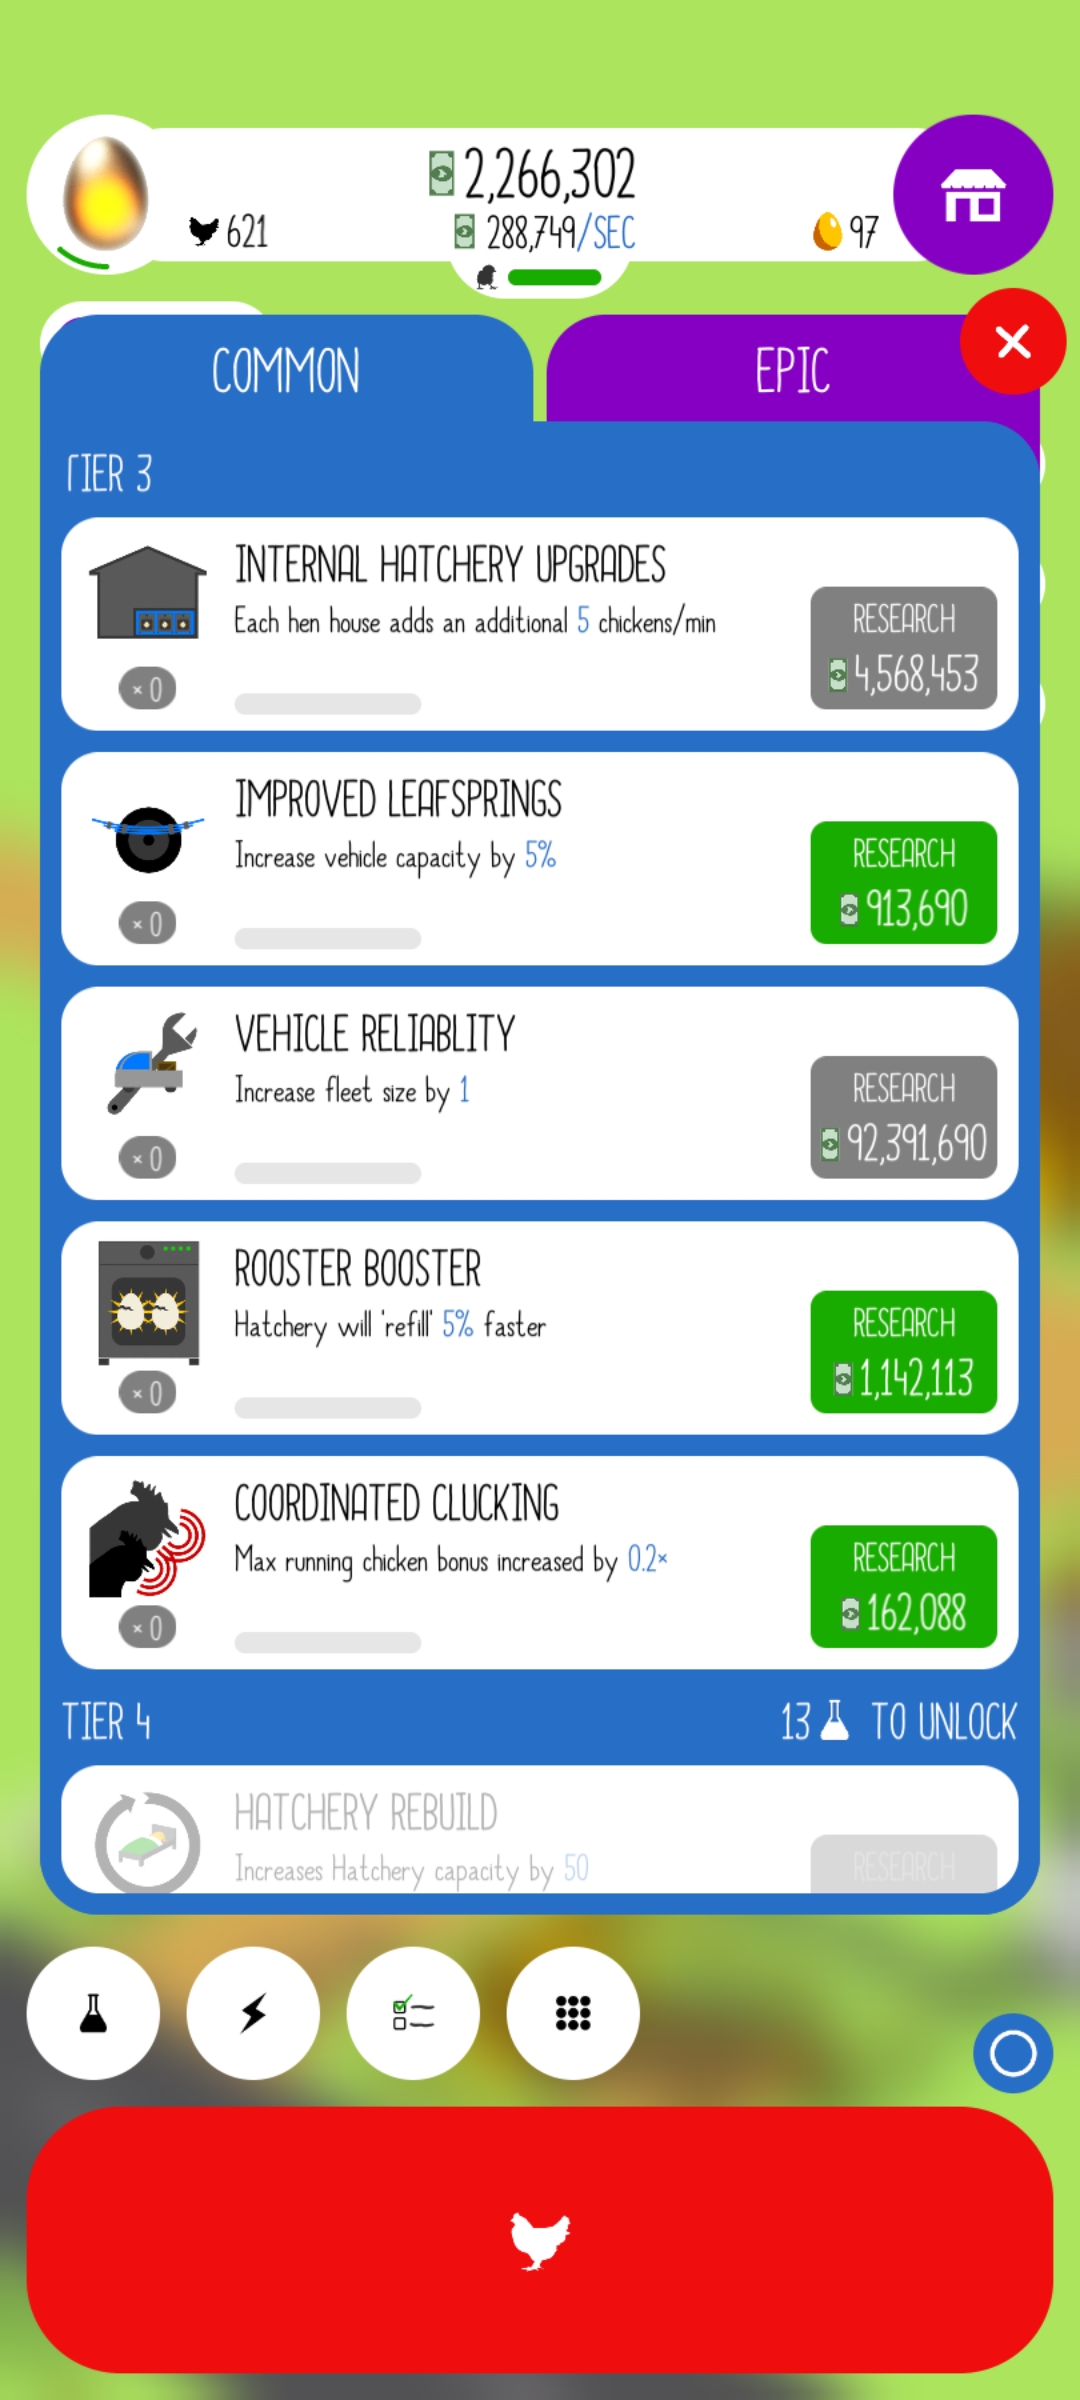 2,266,302
621
288,749/SEC
97
COMMON
EPIC
TIER 3
INTERNAL HATCHERY UPGRADES
Each hen house adds an additional 5 chickens/min
RESEARCH
4,568,453
×0
IMPROVED LEAFSPRINGS
Increase vehicle capacity by 5%
RESEARCH
913,690
×0
VEHICLE RELIABLITY
Increase fleet size by 1
RESEARCH
92,391,690
×0
ROOSTER BOOSTER
Hatchery will 'refill' 5% faster
RESEARCH
1,142,113
×0
COORDINATED CLUCKING
Max running chicken bonus increased by 0.2×
RESEARCH
162,088
×0
TIER 4
13 TO UNLOCK
HATCHERY REBUILD
Increases Hatchery capacity by 50
RESEARCH